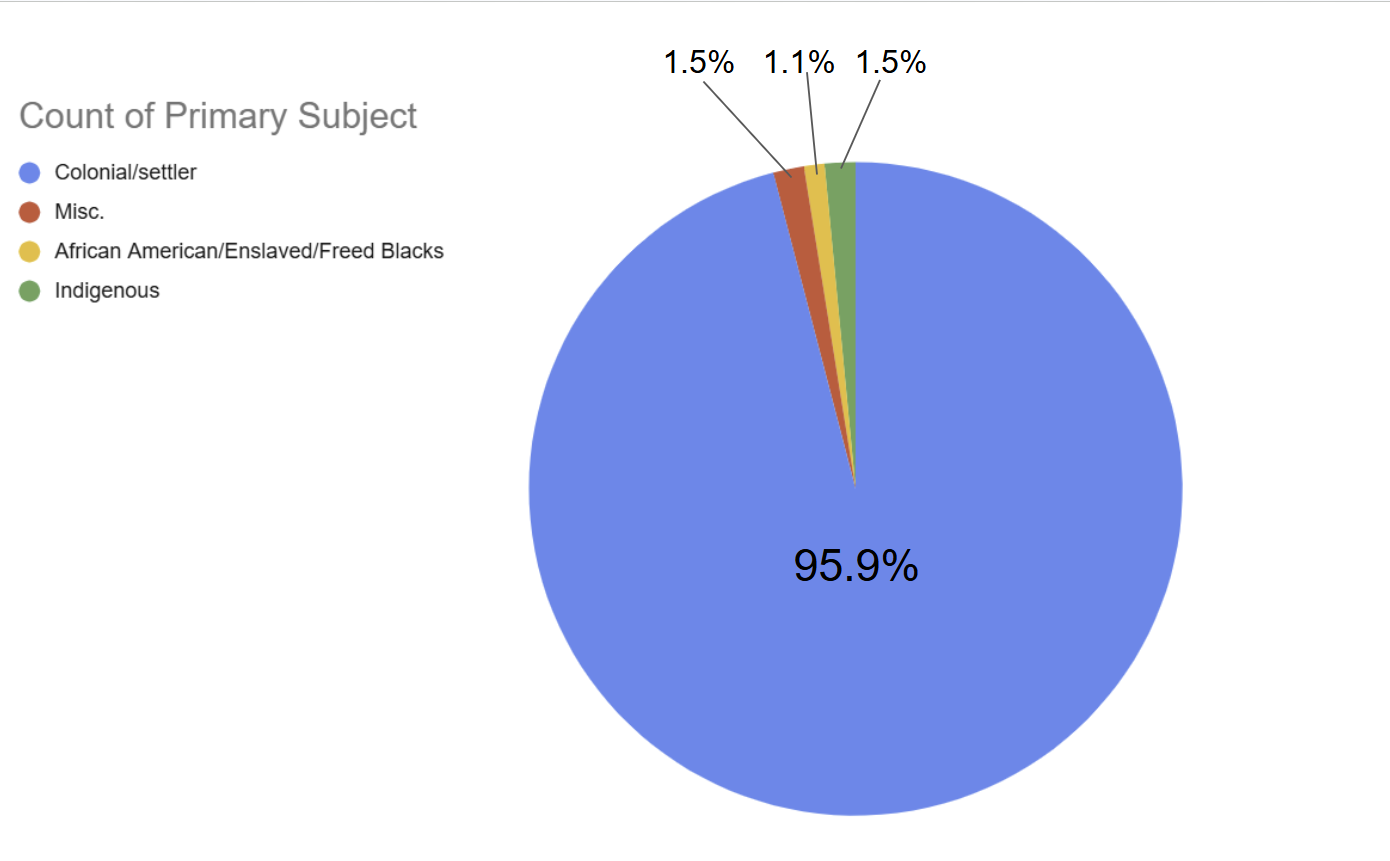 1.5% 1.1% 1.5%
Count of Primary Subject
Colonial/settler
Misc.
African American/Enslaved/Freed Blacks
Indigenous
95.9%